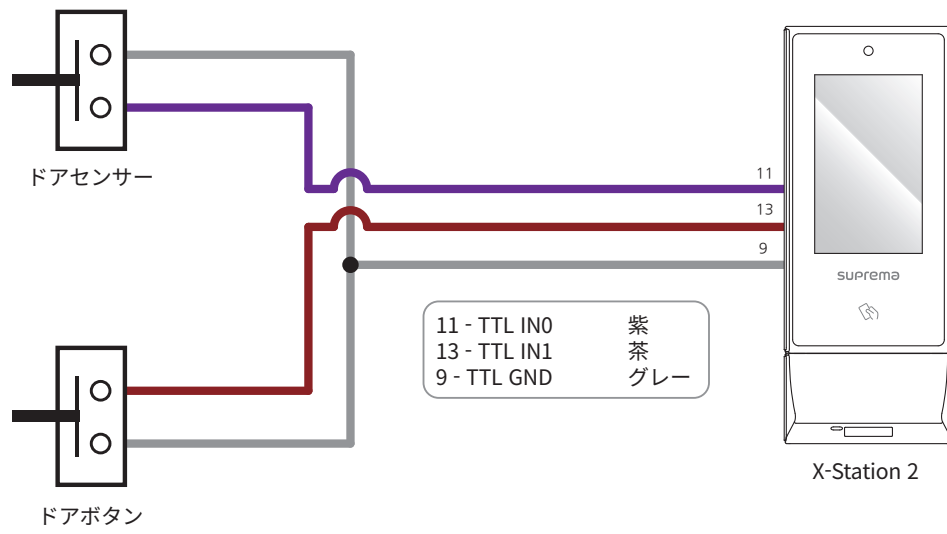 ドアセンサー
11
13
9
suprema
11 - TTL IN0 紫
13 - TTL IN1 茶
9 - TTL GND グレー
X-Station 2
ドアボタン